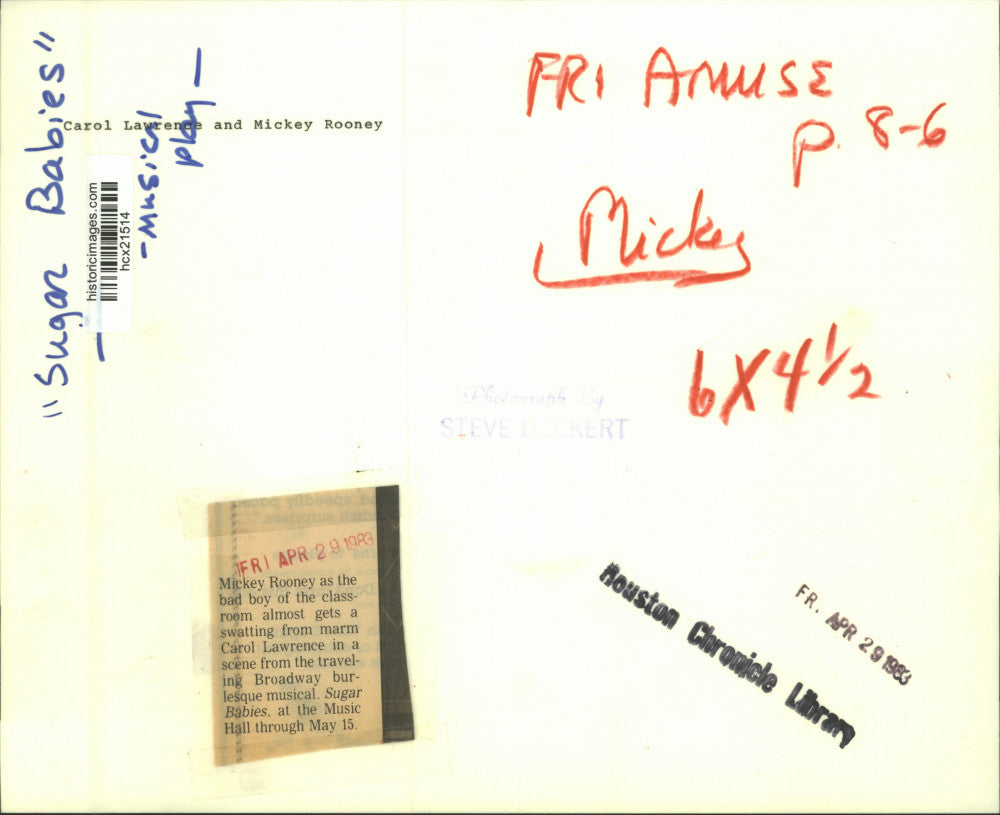 "Sugar Babies"
— Musical
Play —
Carol Lawrence and Mickey Rooney
historicimages.com
hcx21514
FRI AMUSE
p. 8-6
Mickey
6X4 1/2
Photograph By
STEVE UECKERT
FRI APR 29 1983
Mickey Rooney as the
bad boy of the class-
room almost gets a
swatting from marm
Carol Lawrence in a
scene from the travel-
ing Broadway bur-
lesque musical, Sugar
Babies, at the Music
Hall through May 15.
Houston Chronicle Library
FR. APR 29 1983